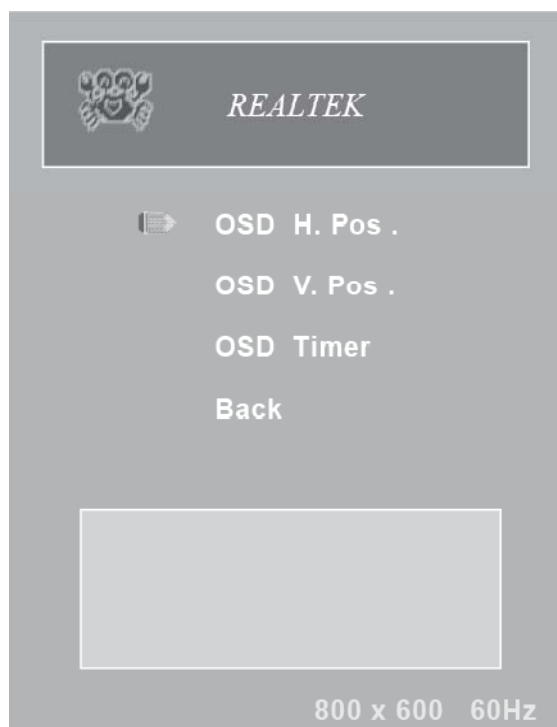 REALTEK
OSD H. Pos .
OSD V. Pos .
OSD Timer
Back
800 x 600 60Hz